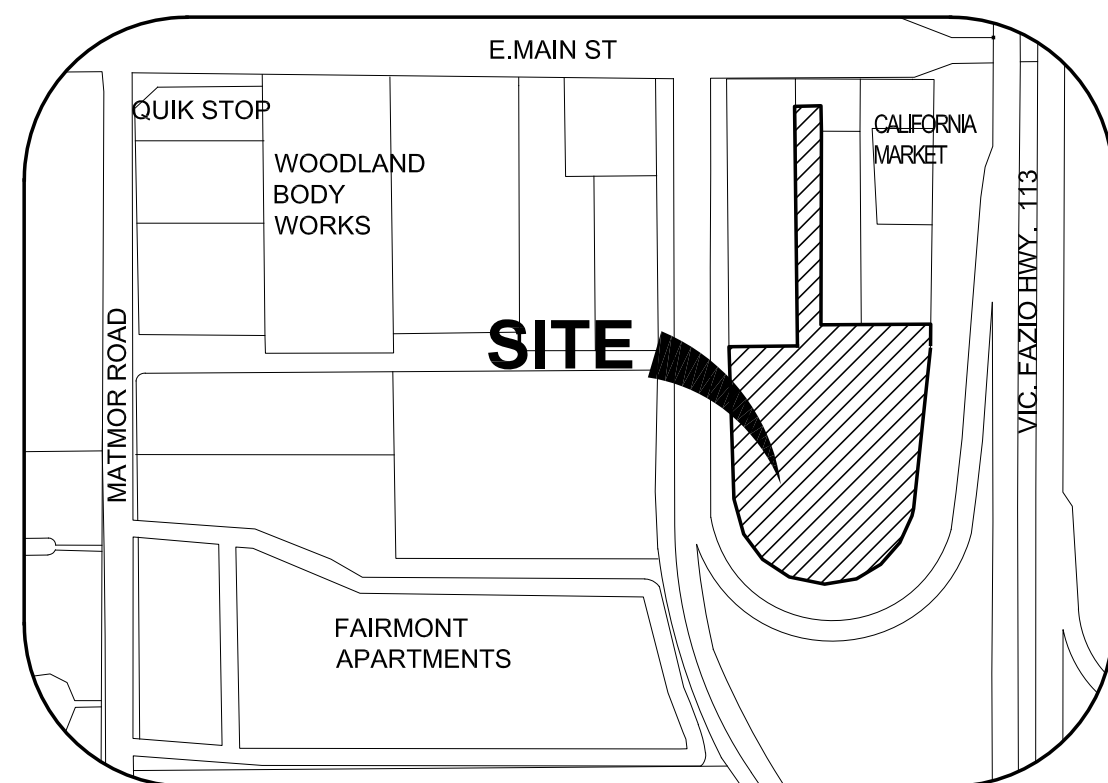 E.MAIN ST
QUIK STOP
CALIFORNIA
MARKET
WOODLAND
BODY
WORKS
VIC. FAZIO HWY. 113
MATMOR ROAD
SITE
FAIRMONT
APARTMENTS